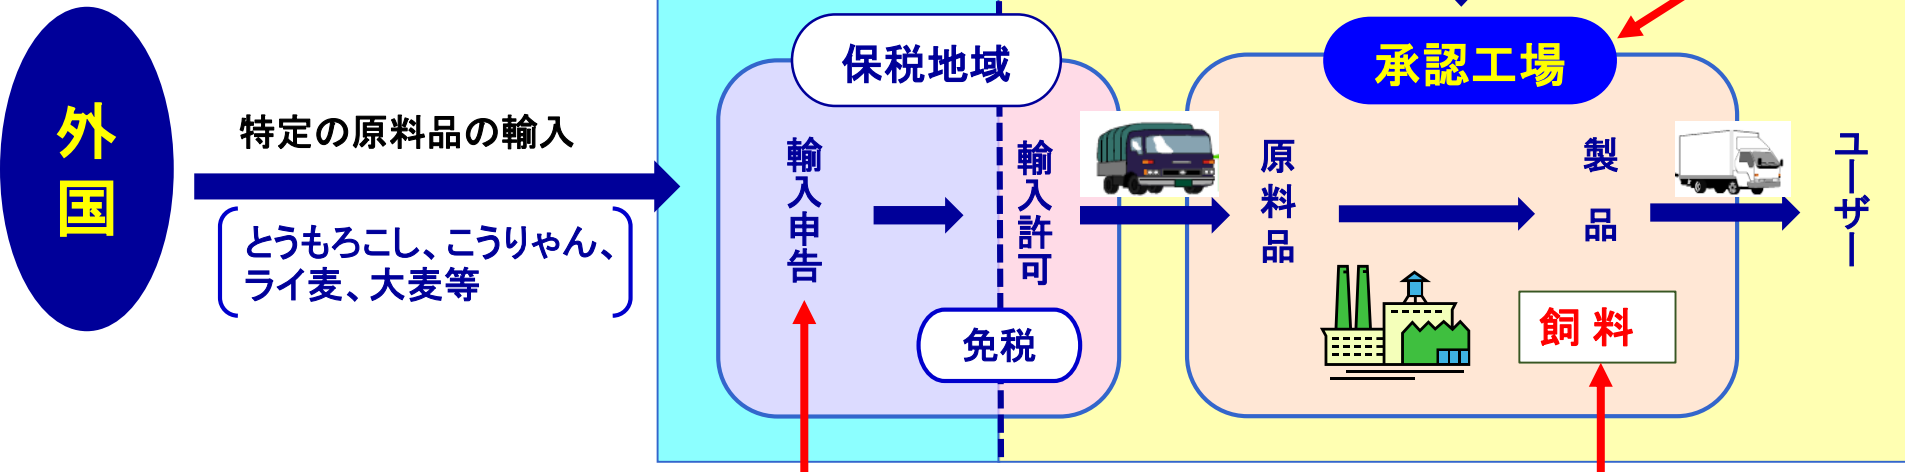 外国
特定の原料品の輸入
とうもろこし、こうりゃん、
ライ麦、大麦等
保税地域
輸入申告
輸入許可
免税
承認工場
原料品
製品
飼料
ユーザー